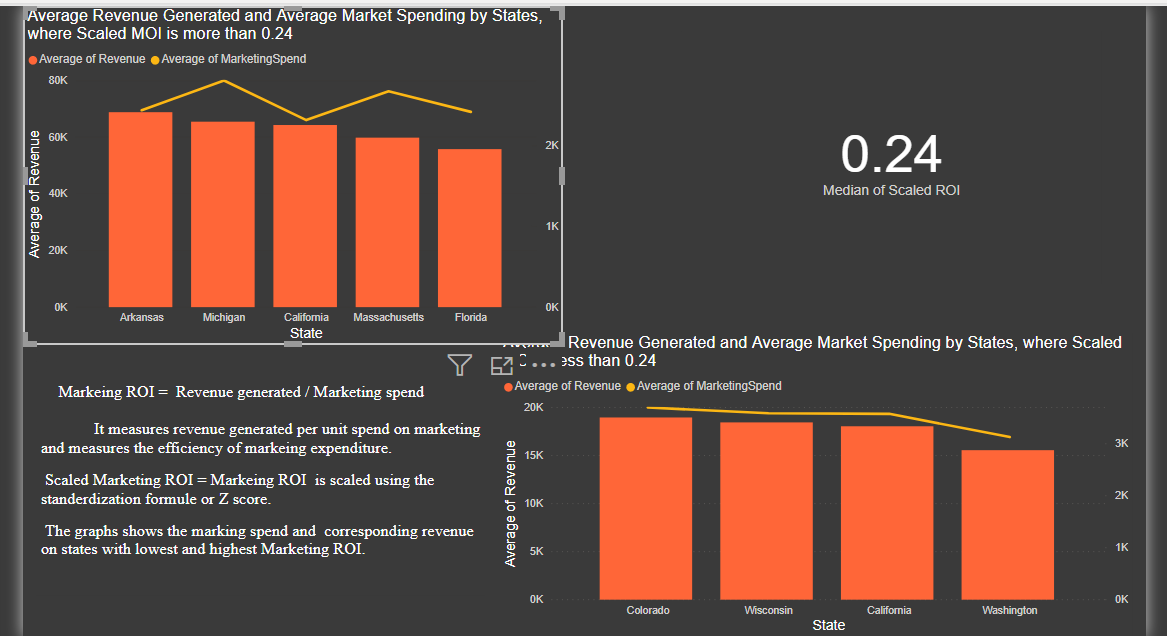 Average Revenue Generated and Average Market Spending by States,
where Scaled MOI is more than 0.24
Average of Revenue Average of MarketingSpend
80K
60K
40K
20K
0K
Average of Revenue
2K
1K
0K
Arkansas Michigan California Massachusetts Florida
State
0.24
Median of Scaled ROI
Markeing ROI = Revenue generated / Marketing spend
It measures revenue generated per unit spend on marketing
and measures the efficiency of markeing expenditure.
Scaled Marketing ROI = Markeing ROI is scaled using the
standerdization formule or Z score.
The graphs shows the marking spend and corresponding revenue
on states with lowest and highest Marketing ROI.
Revenue Generated and Average Market Spending by States, where Scaled
than 0.24
Average of Revenue Average of MarketingSpend
20K
15K
10K
5K
0K
Average of Revenue
3K
2K
1K
0K
Colorado Wisconsin California Washington
State